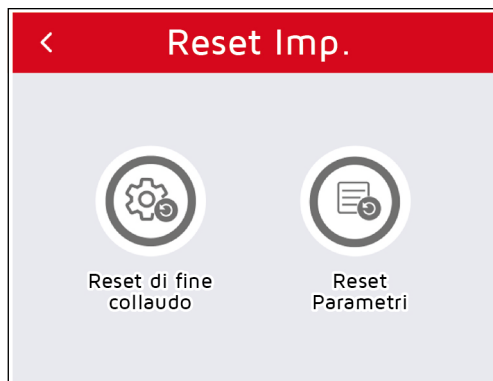 Reset Imp.
Reset di fine
collaudo
Reset
Parametri